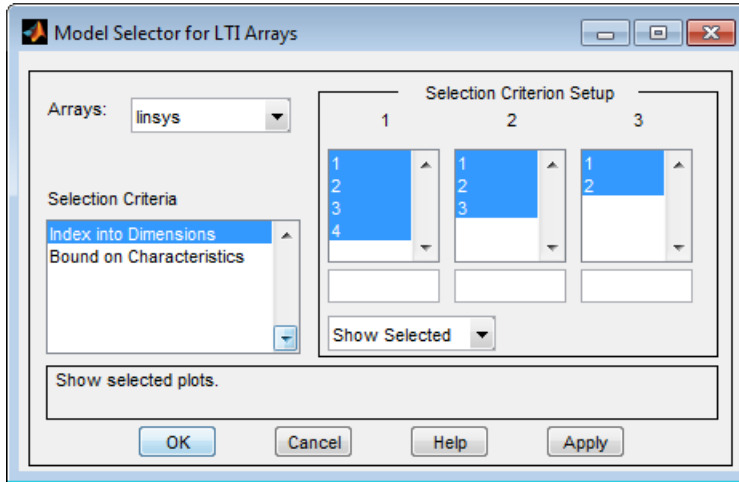 Model Selector for LTI Arrays
Arrays:
linsys
Selection Criterion Setup
1 2 3
1
2
3
4
1
2
3
1
2
Selection Criteria
Index into Dimensions
Bound on Characteristics
Show Selected
Show selected plots.
OK Cancel Help Apply